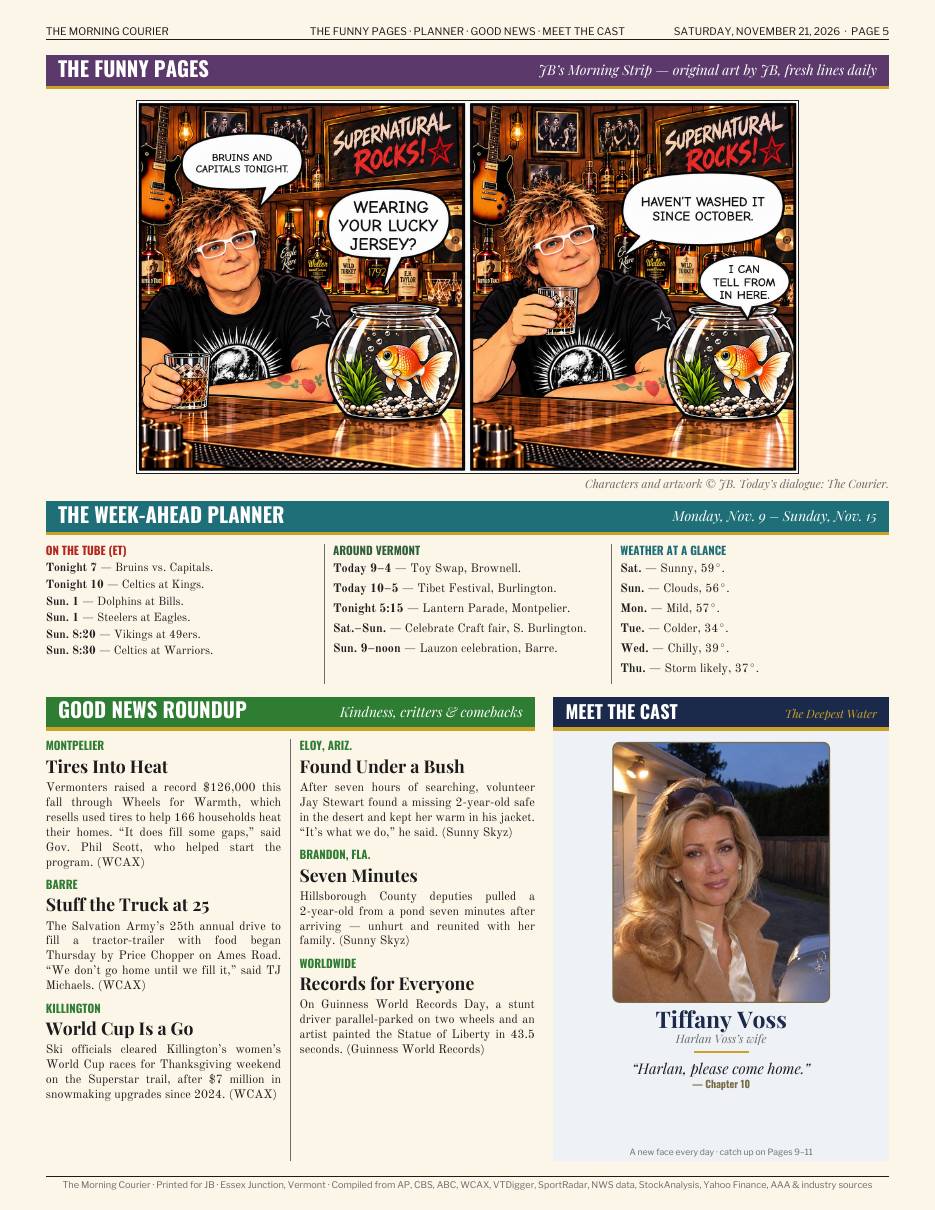 THE MORNING COURIER
THE FUNNY PAGES · PLANNER · GOOD NEWS · MEET THE CAST
SATURDAY, NOVEMBER 21, 2026 · PAGE 5
THE FUNNY PAGES
JB's Morning Strip — original art by JB, fresh lines daily
SUPERNATURAL
ROCKS!
BRUINS AND
CAPITALS TONIGHT.
WEARING
YOUR LUCKY
JERSEY?
Eagle
Rare
Weller
WILD
TURKEY
1792
E.H.
TAYLOR
SUPERNATURAL
ROCKS!
HAVEN'T WASHED IT
SINCE OCTOBER.
I CAN
TELL FROM
IN HERE.
Weller
WILD
TURKEY
Characters and artwork © JB. Today's dialogue: The Courier.
THE WEEK-AHEAD PLANNER
Monday, Nov. 9 – Sunday, Nov. 15
ON THE TUBE (ET)
Tonight 7 — Bruins vs. Capitals.
Tonight 10 — Celtics at Kings.
Sun. 1 — Dolphins at Bills.
Sun. 1 — Steelers at Eagles.
Sun. 8:20 — Vikings at 49ers.
Sun. 8:30 — Celtics at Warriors.
AROUND VERMONT
Today 9–4 — Toy Swap, Brownell.
Today 10–5 — Tibet Festival, Burlington.
Tonight 5:15 — Lantern Parade, Montpelier.
Sat.–Sun. — Celebrate Craft fair, S. Burlington.
Sun. 9–noon — Lauzon celebration, Barre.
WEATHER AT A GLANCE
Sat. — Sunny, 59°.
Sun. — Clouds, 56°.
Mon. — Mild, 57°.
Tue. — Colder, 34°.
Wed. — Chilly, 39°.
Thu. — Storm likely, 37°.
GOOD NEWS ROUNDUP
Kindness, critters & comebacks
MONTPELIER
Tires Into Heat
Vermonters raised a record $126,000 this
fall through Wheels for Warmth, which
resells used tires to help 166 households heat
their homes. “It does fill some gaps,” said
Gov. Phil Scott, who helped start the
program. (WCAX)
BARRE
Stuff the Truck at 25
The Salvation Army's 25th annual drive to
fill a tractor-trailer with food began
Thursday by Price Chopper on Ames Road.
“We don't go home until we fill it,” said TJ
Michaels. (WCAX)
KILLINGTON
World Cup Is a Go
Ski officials cleared Killington's women's
World Cup races for Thanksgiving weekend
on the Superstar trail, after $7 million in
snowmaking upgrades since 2024. (WCAX)
ELOY, ARIZ.
Found Under a Bush
After seven hours of searching, volunteer
Jay Stewart found a missing 2-year-old safe
in the desert and kept her warm in his jacket.
“It's what we do,” he said. (Sunny Skyz)
BRANDON, FLA.
Seven Minutes
Hillsborough County deputies pulled a
2-year-old from a pond seven minutes after
arriving — unhurt and reunited with her
family. (Sunny Skyz)
WORLDWIDE
Records for Everyone
On Guinness World Records Day, a stunt
driver parallel-parked on two wheels and an
artist painted the Statue of Liberty in 43.5
seconds. (Guinness World Records)
MEET THE CAST
The Deepest Water
Tiffany Voss
Harlan Voss's wife
“Harlan, please come home.”
— Chapter 10
A new face every day · catch up on Pages 9–11
The Morning Courier · Printed for JB · Essex Junction, Vermont · Compiled from AP, CBS, ABC, WCAX, VTDigger, SportRadar, NWS data, StockAnalysis, Yahoo Finance, AAA & industry sources